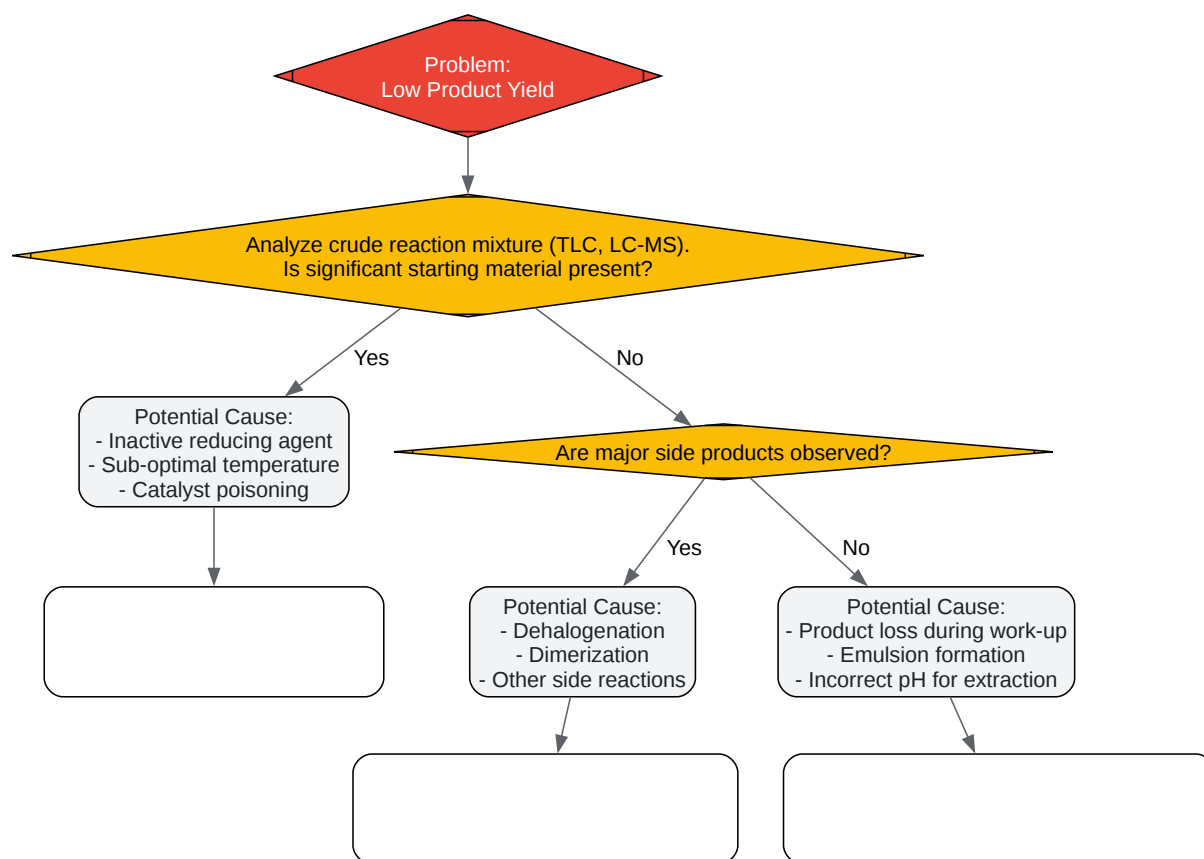 Problem:
Low Product Yield
Analyze crude reaction mixture (TLC, LC-MS).
Is significant starting material present?
Yes
No
Potential Cause:
- Inactive reducing agent
- Sub-optimal temperature
- Catalyst poisoning
Are major side products observed?
Yes
No
Potential Cause:
- Dehalogenation
- Dimerization
- Other side reactions
Potential Cause:
- Product loss during work-up
- Emulsion formation
- Incorrect pH for extraction